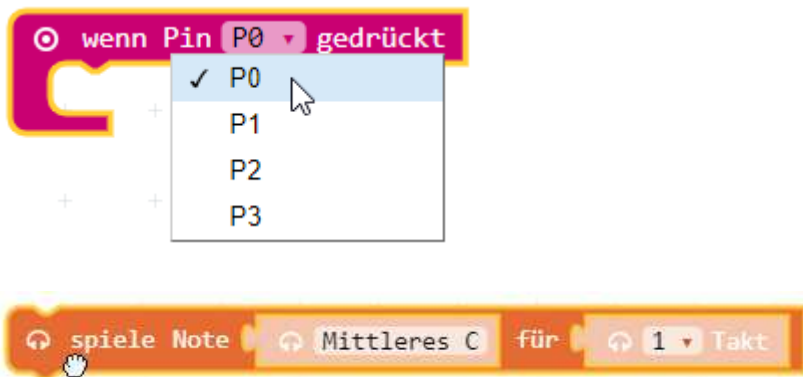 wenn Pin P0 gedrückt
✓ P0
P1
P2
P3
spiele Note Mittleres C für 1 Takt